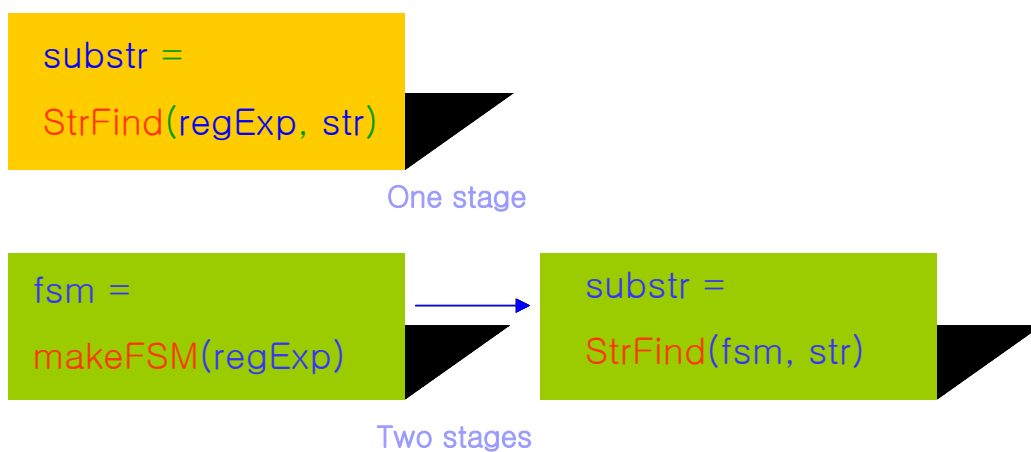 substr =
StrFind(regExp, str)
One stage
fsm =
makeFSM(regExp)
substr =
StrFind(fsm, str)
Two stages